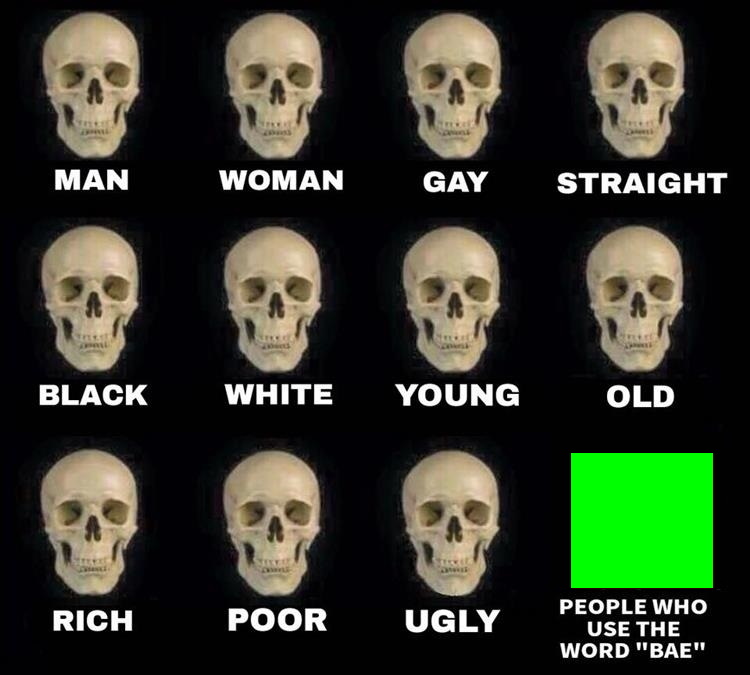 MAN
WOMAN
GAY
STRAIGHT
BLACK
WHITE
YOUNG
OLD
RICH
POOR
UGLY
PEOPLE WHO
USE THE
WORD "BAE"